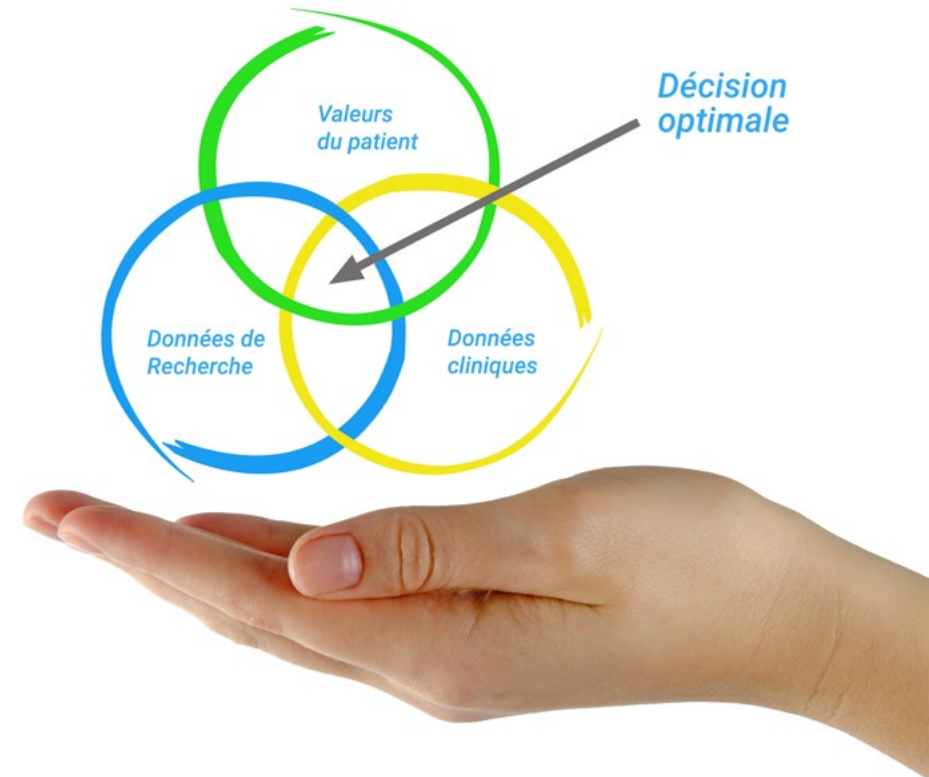 Valeurs
du patient
Décision
optimale
Données de
Recherche
Données
cliniques